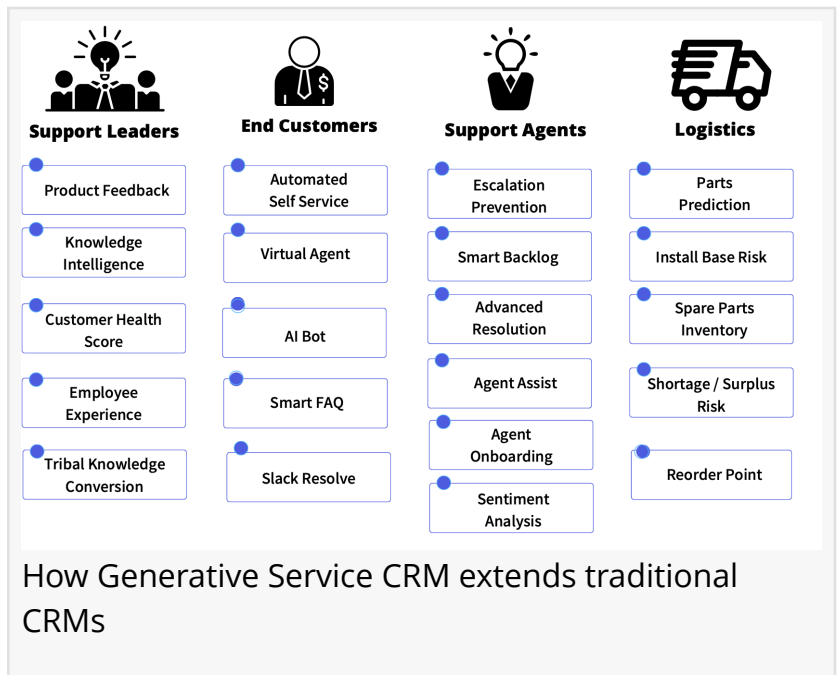 Support Leaders
Product Feedback
Knowledge
Intelligence
Customer Health
Score
Employee
Experience
Tribal Knowledge
Conversion
End Customers
Automated
Self Service
Virtual Agent
AI Bot
Smart FAQ
Slack Resolve
Support Agents
Escalation
Prevention
Smart Backlog
Advanced
Resolution
Agent Assist
Agent
Onboarding
Sentiment
Analysis
Logistics
Parts
Prediction
Install Base Risk
Spare Parts
Inventory
Shortage / Surplus
Risk
Reorder Point
$
How Generative Service CRM extends traditional
CRMs